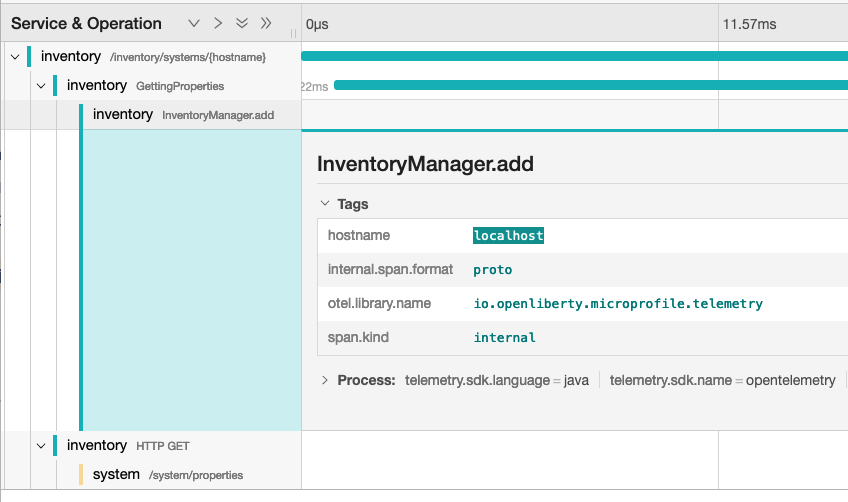 Service & Operation
0μs
11.57ms
inventory /inventory/systems/{hostname}
inventory GettingProperties
22ms
inventory InventoryManager.add
InventoryManager.add
Tags
hostname localhost
internal.span.format proto
otel.library.name io.openliberty.microprofile.telemetry
span.kind internal
Process: telemetry.sdk.language = java telemetry.sdk.name = opentelemetry
inventory HTTP GET
system /system/properties